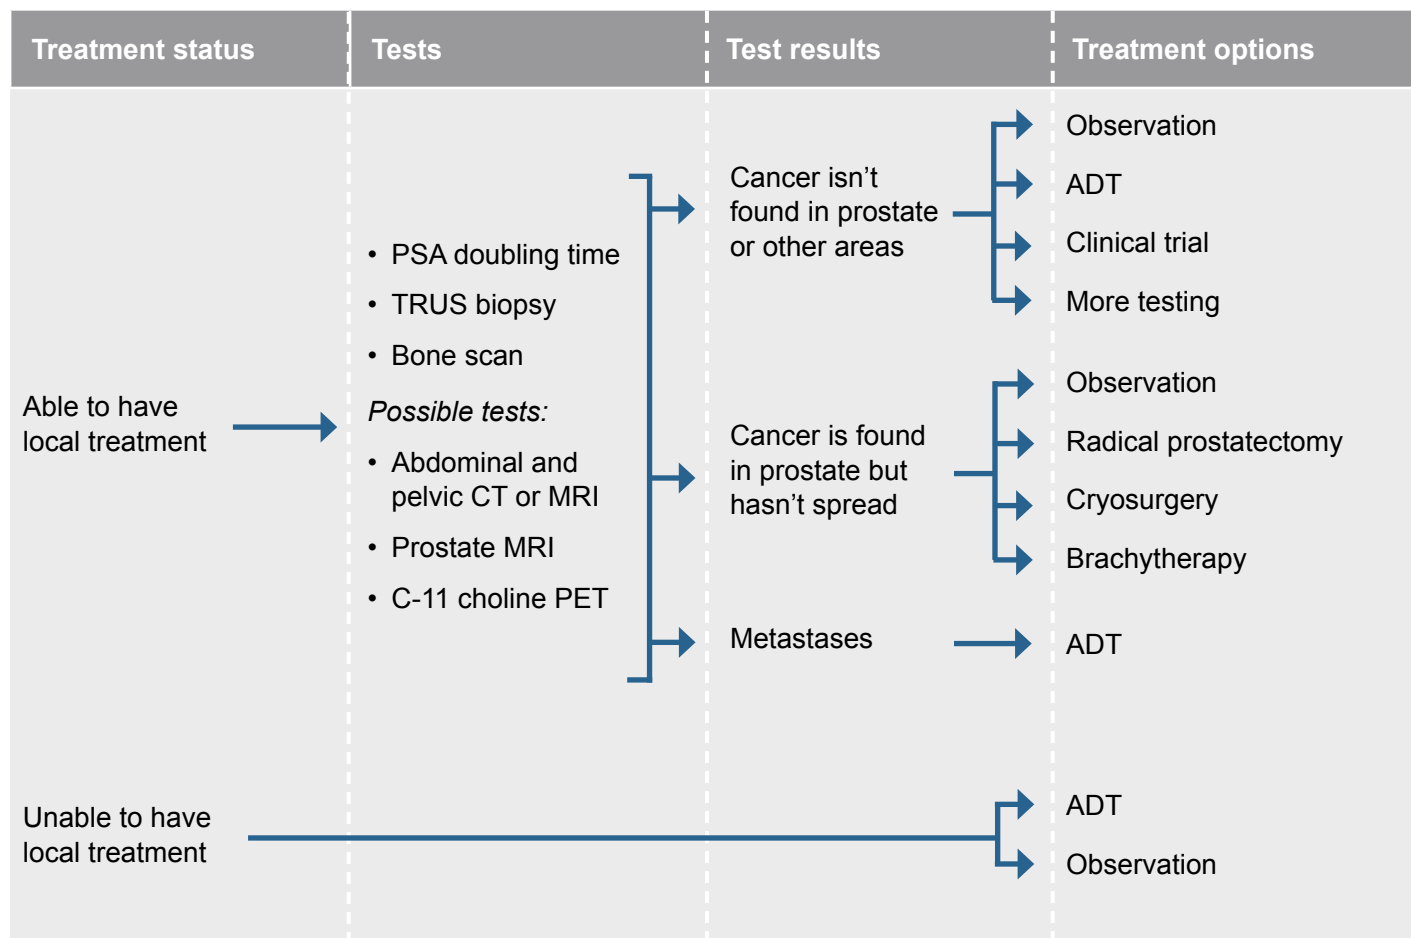 Treatment status
Tests
Test results
Treatment options
Able to have
local treatment
• PSA doubling time
• TRUS biopsy
• Bone scan
Possible tests:
• Abdominal and
pelvic CT or MRI
• Prostate MRI
• C-11 choline PET
Cancer isn’t
found in prostate
or other areas
Observation
ADT
Clinical trial
More testing
Cancer is found
in prostate but
hasn’t spread
Observation
Radical prostatectomy
Cryosurgery
Brachytherapy
Metastases
ADT
Unable to have
local treatment
ADT
Observation